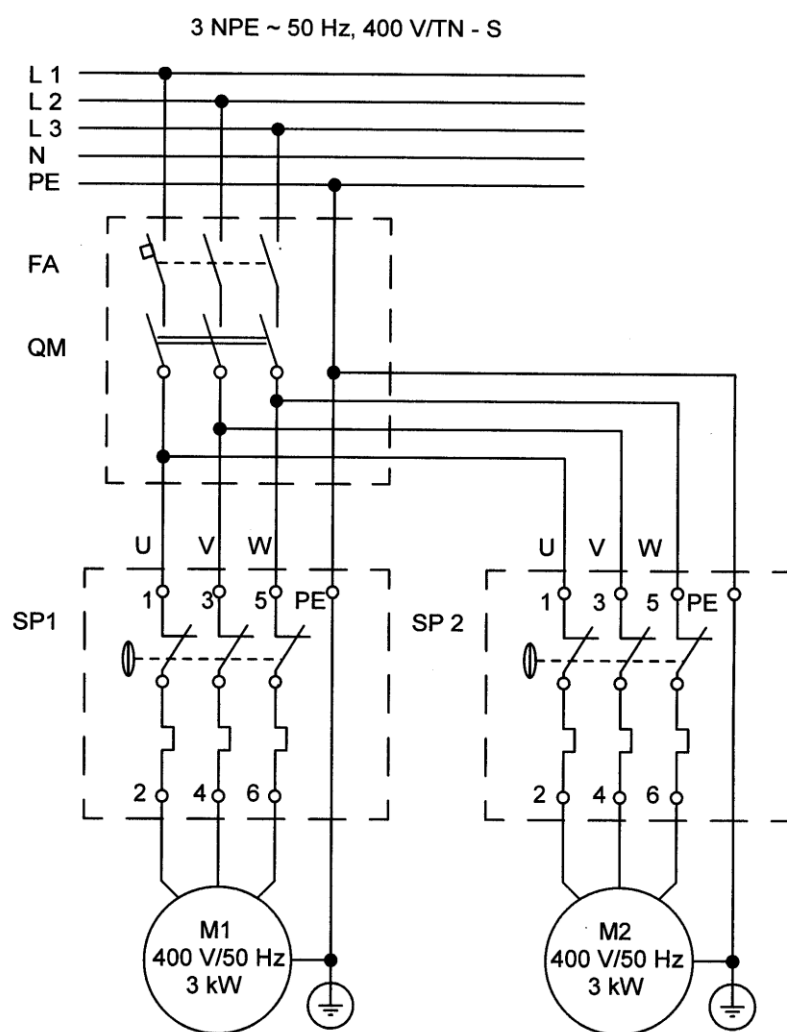 3 NPE ~ 50 Hz, 400 V/TN - S
L 1
L 2
L 3
N
PE
FA
QM
U V W
U V W
SP1
1 3 5 PE
SP 2
1 3 5 PE
2 4 6
2 4 6
M1
400 V/50 Hz
3 kW
M2
400 V/50 Hz
3 kW